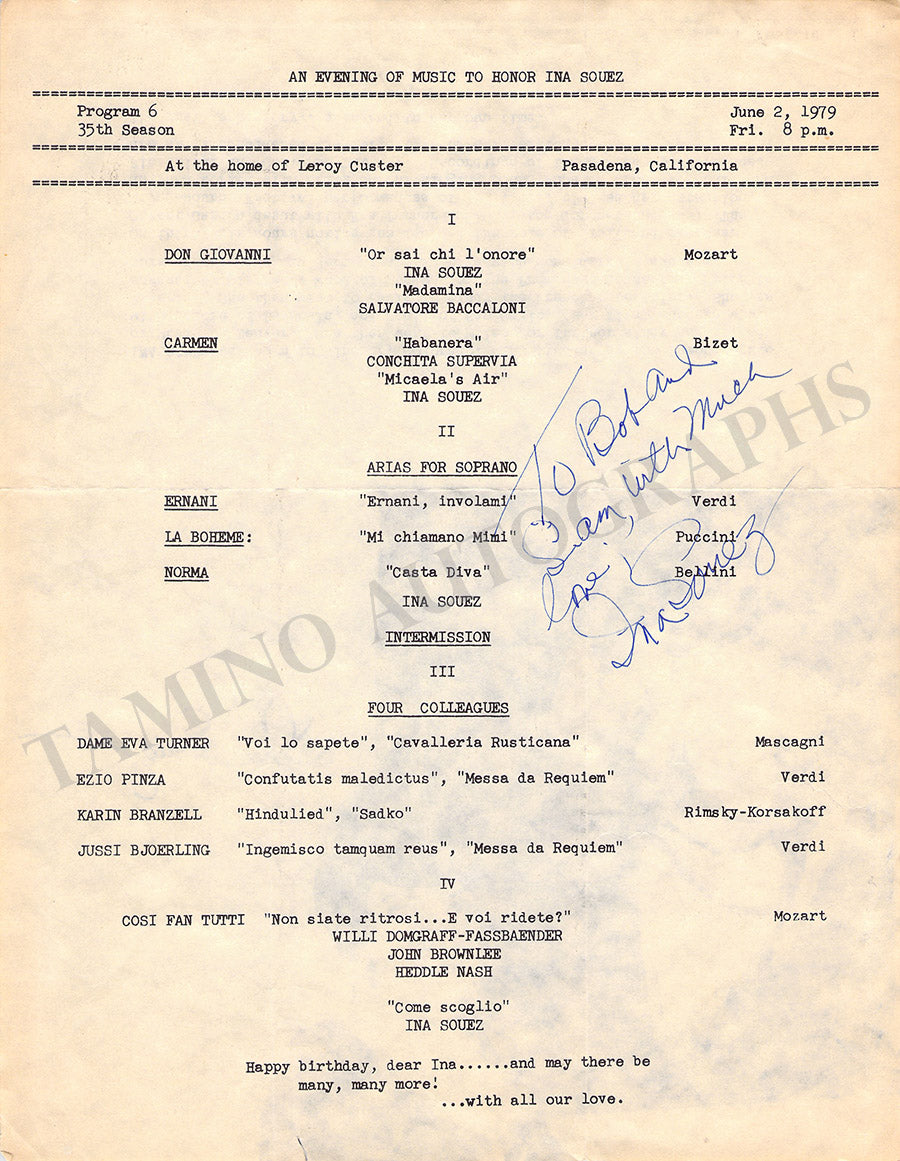 AN EVENING OF MUSIC TO HONOR INA SOUEZ
Program 6 June 2, 1979
35th Season Fri. 8 p.m.
At the home of Leroy Custer Pasadena, California
I
DON GIOVANNI "Or sai chi l'onore" Mozart
INA SOUEZ
"Madamina"
SALVATORE BACCALONI
CARMEN "Habanera" Bizet
CONCHITA SUPERVIA
"Micaela's Air"
INA SOUEZ
II
ARIAS FOR SOPRANO
ERNANI "Ernani, involami" Verdi
LA BOHEME: "Mi chiamano Mimi" Puccini
NORMA "Casta Diva" Bellini
INA SOUEZ
To Bob and
with Much
Love,
Ina Souez
INTERMISSION
III
FOUR COLLEAGUES
DAME EVA TURNER "Voi lo sapete", "Cavalleria Rusticana" Mascagni
EZIO PINZA "Confutatis maledictus", "Messa da Requiem" Verdi
KARIN BRANZELL "Hindulied", "Sadko" Rimsky-Korsakoff
JUSSI BJOERLING "Ingemisco tamquam reus", "Messa da Requiem" Verdi
IV
COSI FAN TUTTI "Non siate ritrosi...E voi ridete?" Mozart
WILLI DOMGRAFF-FASSBAENDER
JOHN BROWNLEE
HEDDLE NASH
"Come scoglio"
INA SOUEZ
Happy birthday, dear Ina......and may there be
many, many more!
...with all our love.
TAMINO AUTOGRAPHS